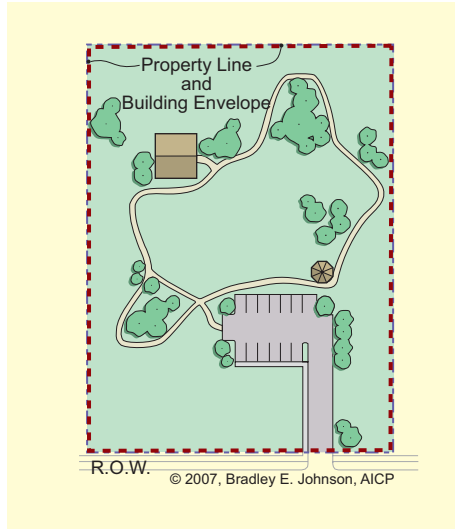 Property Line
and
Building Envelope
R.O.W.
© 2007, Bradley E. Johnson, AICP